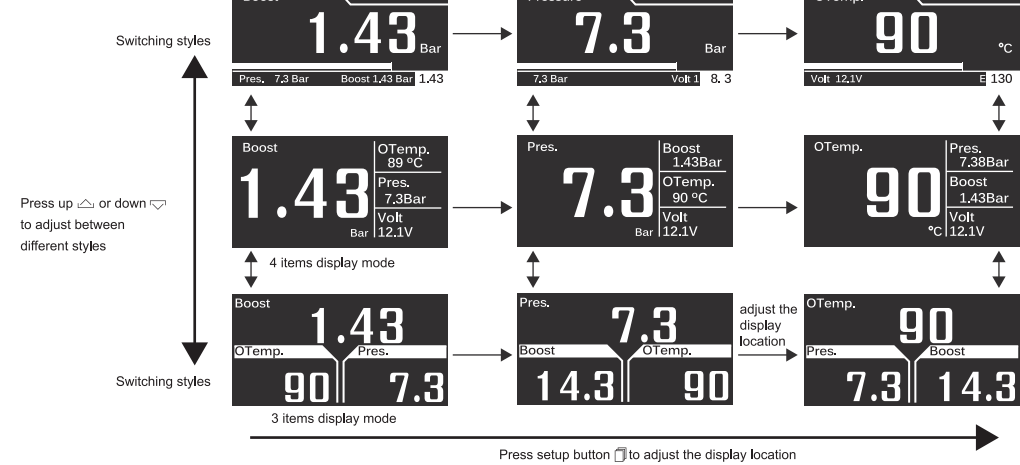 Boost
Pressure
OTemp.
Switching styles
1.43 Bar
7.3 Bar
90 °C
Pres. 7.3 Bar Boost 1.43 Bar 1.43
7.3 Bar Volt 1 8.3
Volt 12.1V E 130
Boost
1.43
Bar
OTemp.
89 °C
Pres.
7.3Bar
Volt
12.1V
Pres.
7.3
Bar
Boost
1.43Bar
OTemp.
90 °C
Volt
12.1V
OTemp.
90
°C
Pres.
7.38Bar
Boost
1.43Bar
Volt
12.1V
Press up or down
to adjust between
different styles
4 items display mode
Boost
1.43
OTemp. Pres.
90 7.3
Pres.
7.3
Boost OTemp.
14.3 90
adjust the
display
location
OTemp.
90
Pres. Boost
7.3 14.3
Switching styles
3 items display mode
Press setup button to adjust the display location